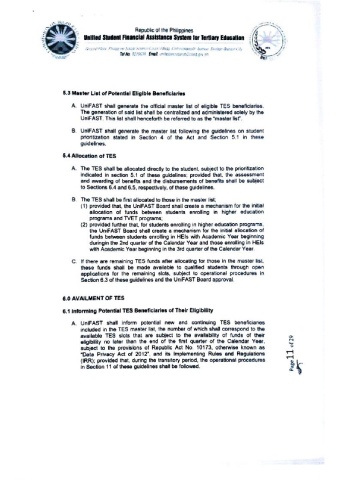 Republic of the Philippines
Unified Student Financial Assistance System for Tertiary Education
5.3 Master List of Potential Eligible Beneficiaries
A. UniFAST shall generate the official master list of eligible TES beneficiaries.
The generation of said list shall be centralized and administered solely by the
UniFAST. This list shall henceforth be referred to as the "master list".
B. UniFAST shall generate the master list following the guidelines on student
prioritization stated in Section 4 of the Act and Section 5.1 in these
guidelines.
5.4 Allocation of TES
A. The TES shall be allocated directly to the student, subject to the prioritization
indicated in section 5.1 of these guidelines; provided that, the assessment
and awarding of benefits and the disbursements of benefits shall be subject
to Sections 6.4 and 6.5, respectively, of these guidelines.
B. The TES shall be first allocated to those in the master list;
(1) provided that, the UniFAST Board shall create a mechanism for the initial
allocation of funds between students enrolling in higher education
programs and TVET programs;
(2) provided further that, for students enrolling in higher education programs,
the UniFAST Board shall create a mechanism for the initial allocation of
funds between students enrolling in HEIs with Academic Year beginning
duringin the 2nd quarter of the Calendar Year and those enrolling in HEIs
with Academic Year beginning in the 3rd quarter of the Calendar Year.
C. If there are remaining TES funds after allocating for those in the master list,
these funds shall be made available to qualified students through open
applications for the remaining slots, subject to operational procedures in
Section 6.3 of these guidelines and the UniFAST Board approval.
6.0 AVAILMENT OF TES
6.1 Informing Potential TES Beneficiaries of Their Eligibility
A. UniFAST shall inform potential new and continuing TES beneficiaries
included in the TES master list, the number of which shall correspond to the
available TES slots that are subject to the availability of funds of their
eligibility no later than the end of the first quarter of the Calendar Year,
subject to the provisions of Republic Act No. 10173, otherwise known as
"Data Privacy Act of 2012", and its Implementing Rules and Regulations
(IRR); provided that, during the transitory period, the operational procedures
in Section 11 of these guidelines shall be followed.
Page 11 of 29